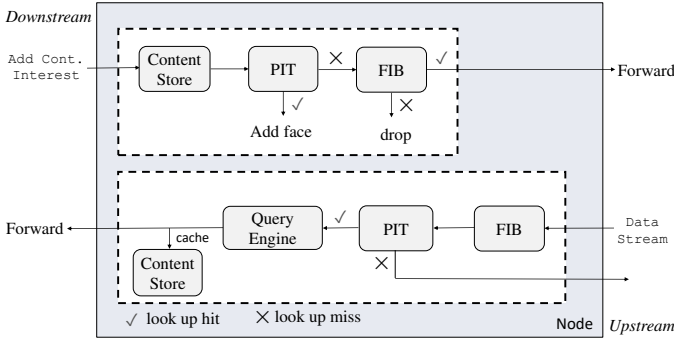 Downstream
Add Cont.
Interest
Content
Store
PIT
FIB
Forward
Add face
drop
Forward
cache
Content
Store
Query
Engine
PIT
FIB
Data
Stream
✓ look up hit
✕ look up miss
Node
Upstream